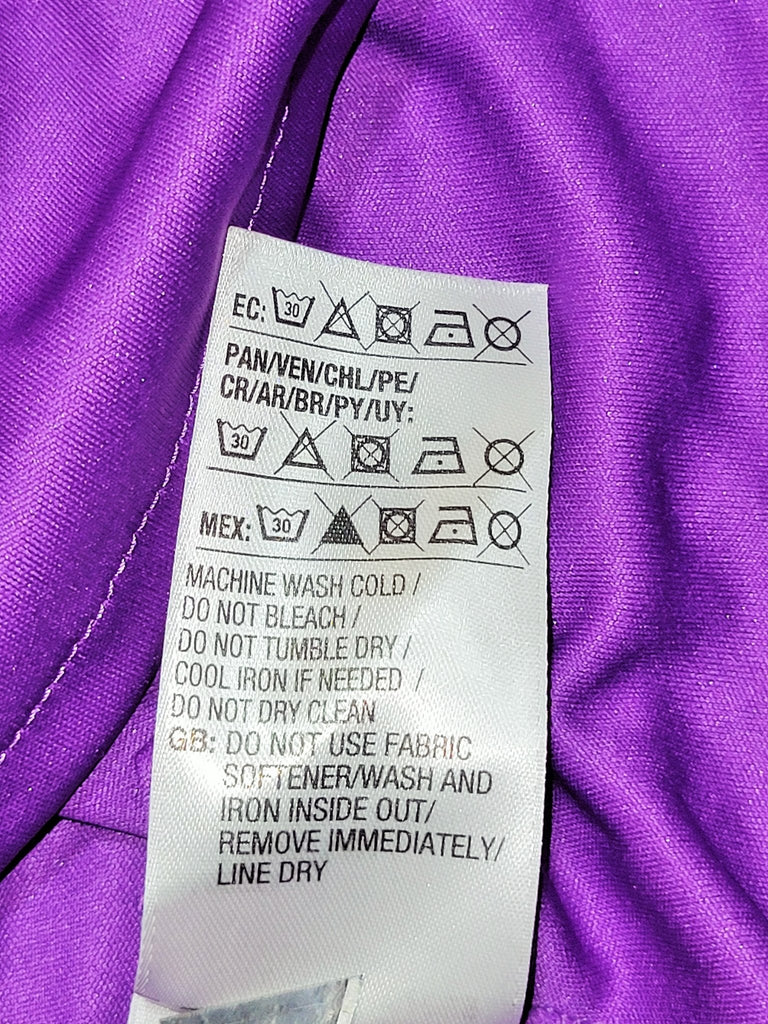 EC: 30
PAN/VEN/CHL/PE/
CR/AR/BR/PY/UY:
30
MEX: 30
MACHINE WASH COLD /
DO NOT BLEACH /
DO NOT TUMBLE DRY /
COOL IRON IF NEEDED /
DO NOT DRY CLEAN
GB: DO NOT USE FABRIC
SOFTENER/WASH AND
IRON INSIDE OUT/
REMOVE IMMEDIATELY/
LINE DRY